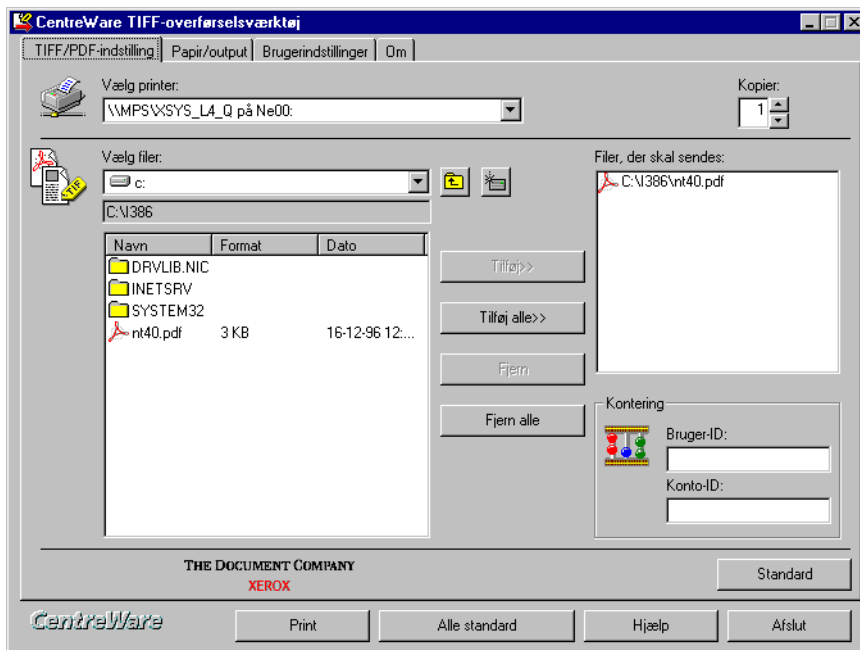 CentreWare TIFF-overførselsværktøj
TIFF/PDF-indstilling Papir/output Brugerindstillinger Om
Vælg printer: Kopier:
\\MPS\XSYS_L4_Q på Ne00: 1
Vælg filer: Filer, der skal sendes:
c: C:\I386\nt40.pdf
C:\I386
Navn Format Dato
DRVLIB.NIC
INETSRV
SYSTEM32
nt40.pdf 3 KB 16-12-96 12:...
Tilføj>>
Tilføj alle>>
Fjern
Fjern alle
Kontering
Bruger-ID:
Konto-ID:
THE DOCUMENT COMPANY
XEROX
Standard
CentreWare Print Alle standard Hjælp Afslut
TIF